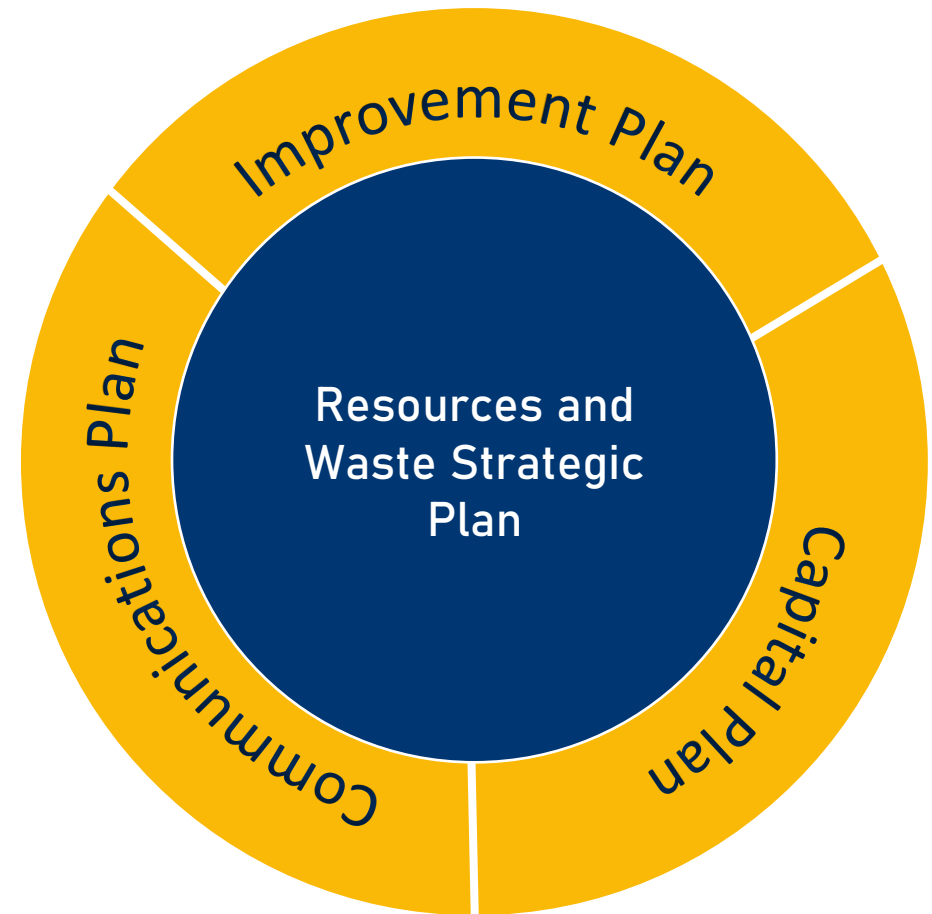 Improvement Plan
Resources and
Waste Strategic
Plan
Capital Plan
Communications Plan